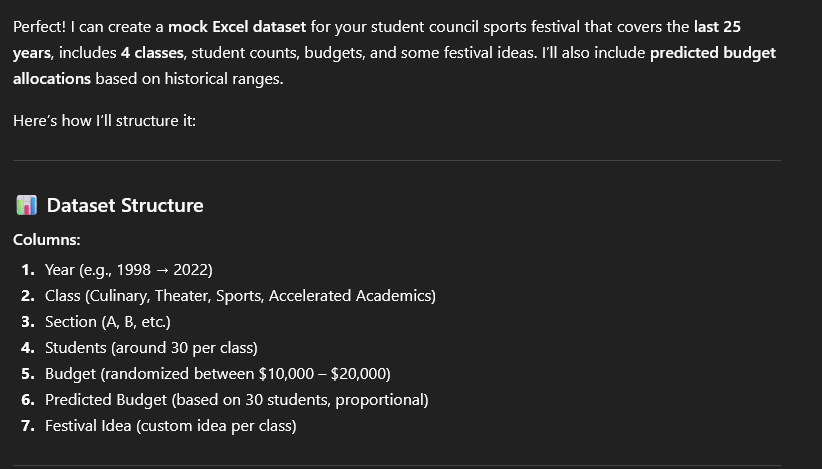 Perfect! I can create a mock Excel dataset for your student council sports festival that covers the last 25
years, includes 4 classes, student counts, budgets, and some festival ideas. I'll also include predicted budget
allocations based on historical ranges.
Here's how I'll structure it:
Dataset Structure
Columns:
1. Year (e.g., 1998 → 2022)
2. Class (Culinary, Theater, Sports, Accelerated Academics)
3. Section (A, B, etc.)
4. Students (around 30 per class)
5. Budget (randomized between $10,000 – $20,000)
6. Predicted Budget (based on 30 students, proportional)
7. Festival Idea (custom idea per class)